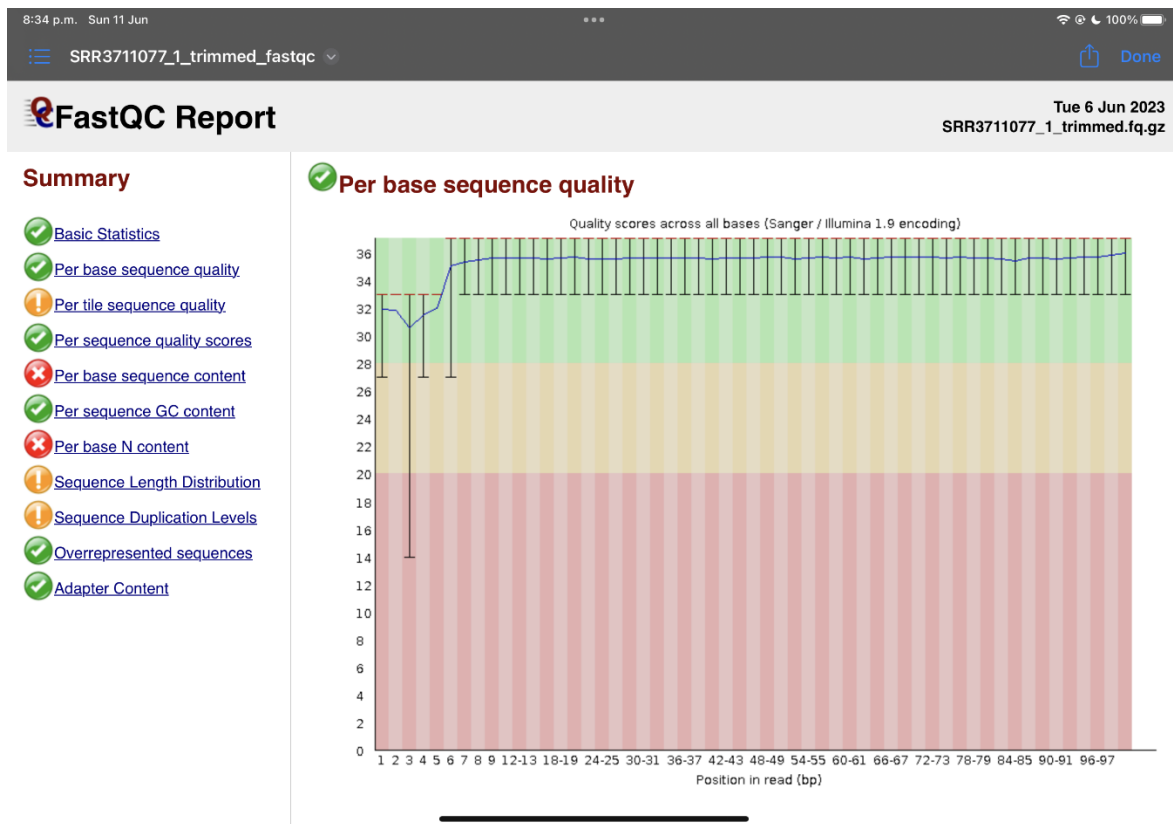 8:34 p.m. Sun 11 Jun
100%
SRR3711077_1_trimmed_fastqc
Done
FastQC Report
Tue 6 Jun 2023
SRR3711077_1_trimmed.fq.gz
Summary
Basic Statistics
Per base sequence quality
Per tile sequence quality
Per sequence quality scores
Per base sequence content
Per sequence GC content
Per base N content
Sequence Length Distribution
Sequence Duplication Levels
Overrepresented sequences
Adapter Content
Per base sequence quality
Quality scores across all bases (Sanger / Illumina 1.9 encoding)
36
34
32
30
28
26
24
22
20
18
16
14
12
10
8
6
4
2
0
1 2 3 4 5 6 7 8 9 12-13 18-19 24-25 30-31 36-37 42-43 48-49 54-55 60-61 66-67 72-73 78-79 84-85 90-91 96-97
Position in read (bp)